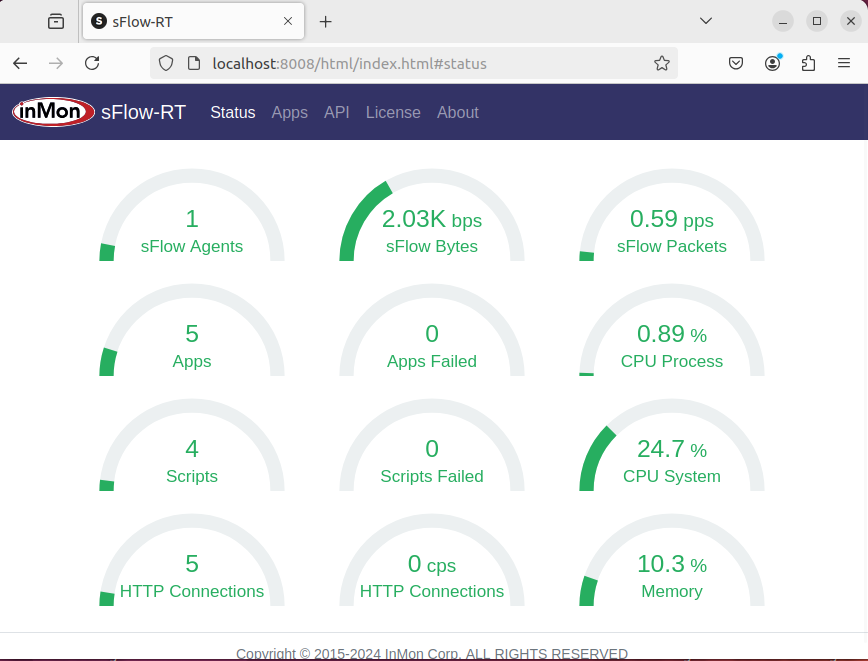 sFlow-RT
localhost:8008/html/index.html#status
inMon sFlow-RT Status Apps API License About
1
sFlow Agents
2.03K bps
sFlow Bytes
0.59 pps
sFlow Packets
5
Apps
0
Apps Failed
0.89 %
CPU Process
4
Scripts
0
Scripts Failed
24.7 %
CPU System
5
HTTP Connections
0 cps
HTTP Connections
10.3 %
Memory
Copyright © 2015-2024 InMon Corp. ALL RIGHTS RESERVED